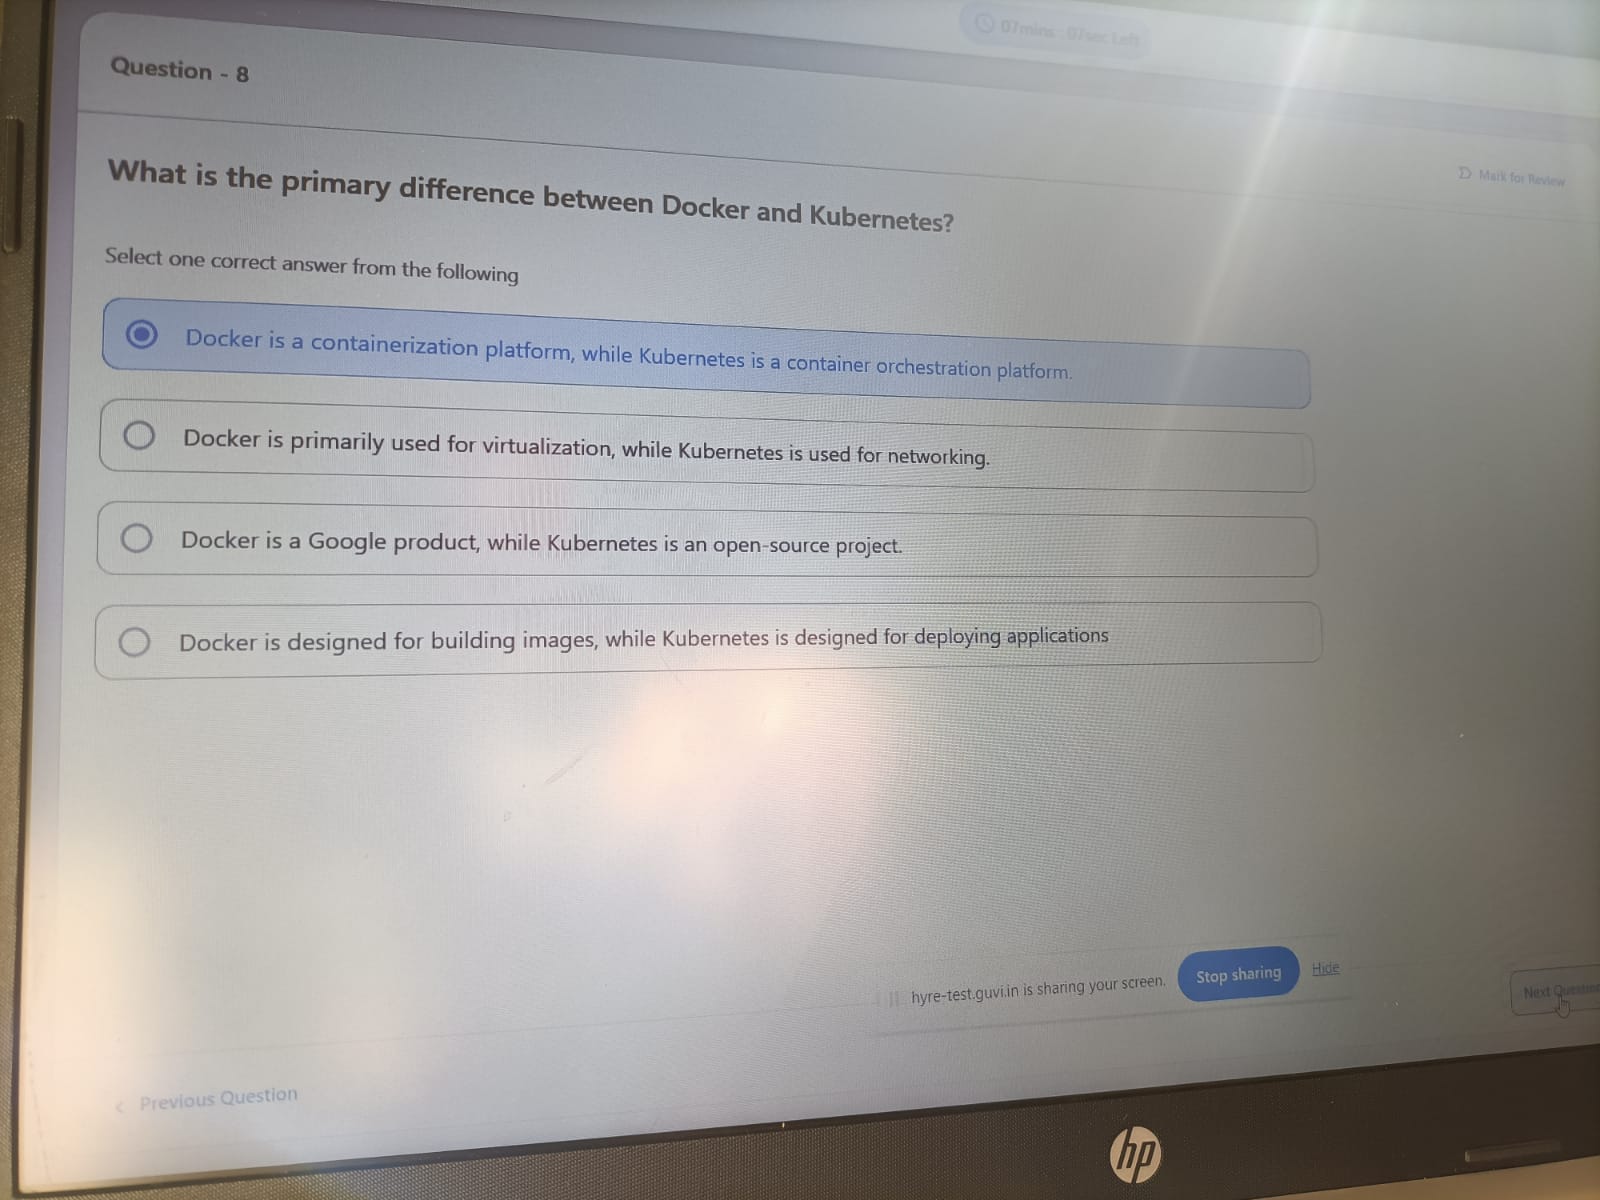 07mins : 07sec Left
Question - 8
Mark for Review
What is the primary difference between Docker and Kubernetes?
Select one correct answer from the following
Docker is a containerization platform, while Kubernetes is a container orchestration platform.
Docker is primarily used for virtualization, while Kubernetes is used for networking.
Docker is a Google product, while Kubernetes is an open-source project.
Docker is designed for building images, while Kubernetes is designed for deploying applications
hyre-test.guvi.in is sharing your screen.
Stop sharing
Hide
Next
< Previous Question
hp